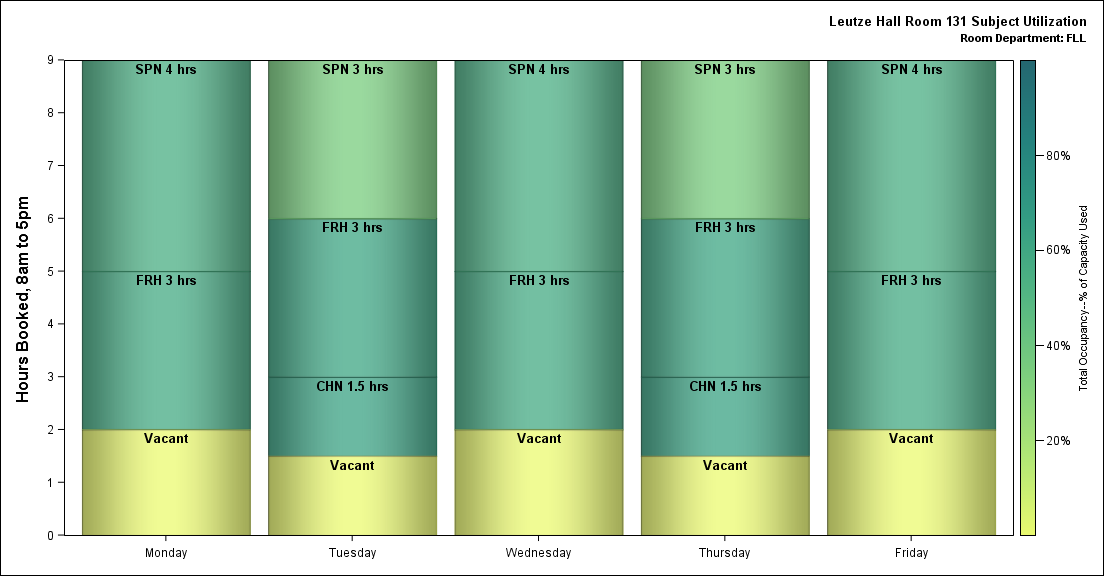 Leutze Hall Room 131 Subject Utilization
Room Department: FLL
Hours Booked, 8am to 5pm
9
8
7
6
5
4
3
2
1
0
SPN 4 hrs
FRH 3 hrs
Vacant
SPN 3 hrs
FRH 3 hrs
CHN 1.5 hrs
Vacant
SPN 4 hrs
FRH 3 hrs
Vacant
SPN 3 hrs
FRH 3 hrs
CHN 1.5 hrs
Vacant
SPN 4 hrs
FRH 3 hrs
Vacant
Monday
Tuesday
Wednesday
Thursday
Friday
80%
60%
40%
20%
Total Occupancy--% of Capacity Used